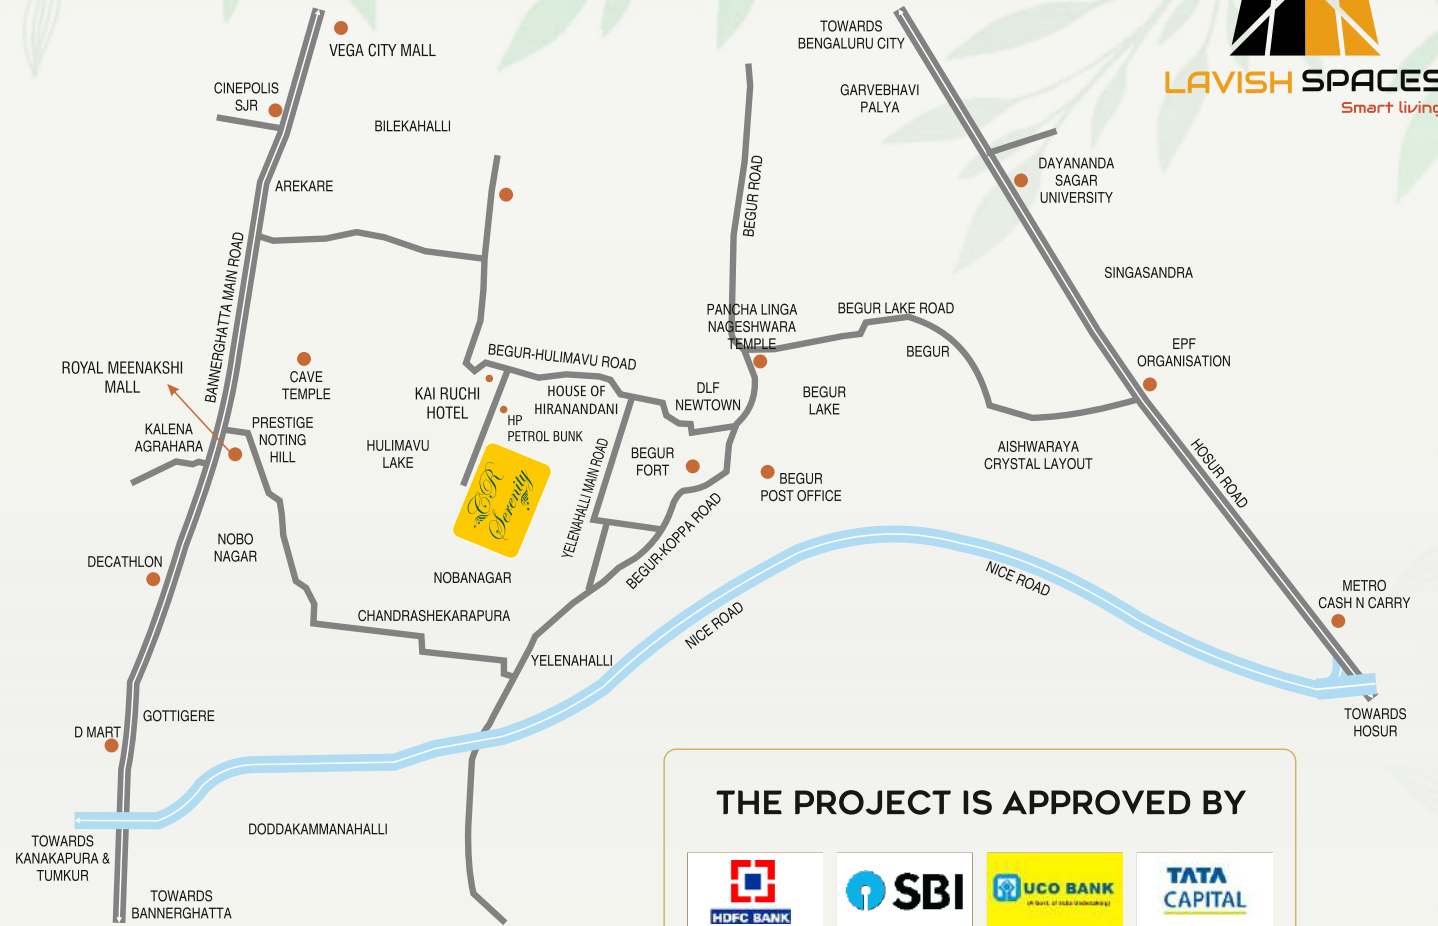 VEGA CITY MALL
TOWARDS
BENGALURU CITY
LAVISH SPACES
Smart living
CINEPOLIS
SJR
GARVEBHAVI
PALYA
BILEKAHALLI
AREKARE
BEGUR ROAD
DAYANANDA
SAGAR
UNIVERSITY
BANNERGHATTA MAIN ROAD
SINGASANDRA
PANCHA LINGA
NAGESHWARA
TEMPLE
BEGUR LAKE ROAD
BEGUR
EPF
ORGANISATION
BEGUR-HULIMAVU ROAD
ROYAL MEENAKSHI
MALL
CAVE
TEMPLE
KAI RUCHI
HOTEL
HOUSE OF
HIRANANDANI
DLF
NEWTOWN
BEGUR
LAKE
HP
PETROL BUNK
KALENA
AGRAHARA
PRESTIGE
NOTING
HILL
HULIMAVU
LAKE
BEGUR
FORT
AISHWARAYA
CRYSTAL LAYOUT
HOSUR ROAD
CR
Serenity
YELENAHALLI MAIN ROAD
BEGUR
POST OFFICE
BEGUR-KOPPA ROAD
NOBO
NAGAR
DECATHLON
NOBANAGAR
NICE ROAD
NICE ROAD
METRO
CASH N CARRY
CHANDRASHEKARAPURA
YELENAHALLI
GOTTIGERE
D MART
TOWARDS
HOSUR
DODDAKAMMANAHALLI
TOWARDS
KANAKAPURA &
TUMKUR
TOWARDS
BANNERGHATTA
THE PROJECT IS APPROVED BY
HDFC BANK
SBI
UCO BANK
(A Govt. of India Undertaking)
TATA
CAPITAL